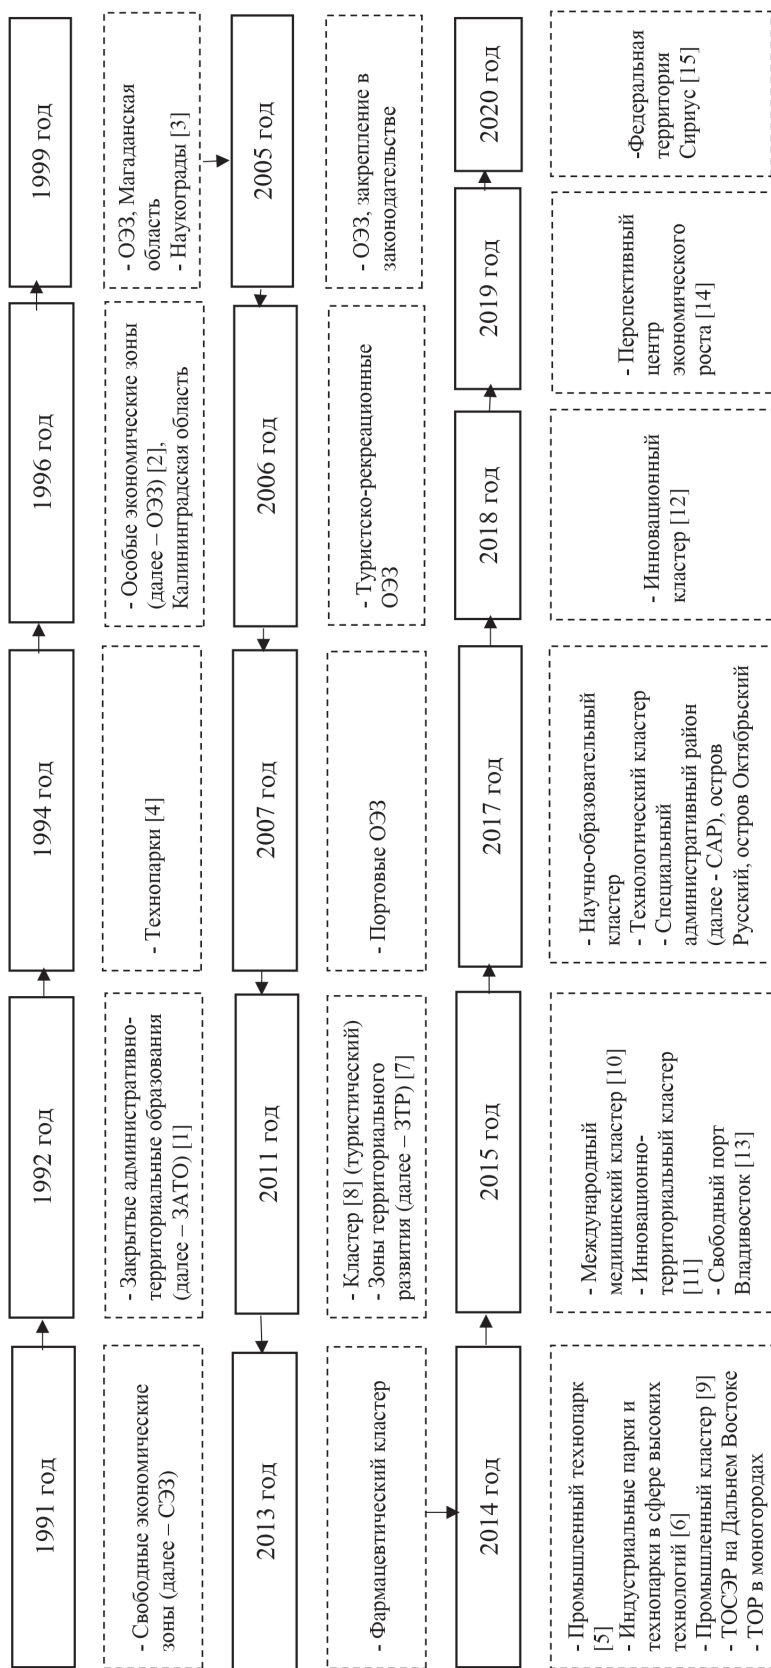 1991 год
1992 год
1994 год
1996 год
1999 год
- Свободные экономические
зоны (далее – СЭЗ)
- Закрытые административно-
территориальные образования
(далее – ЗАТО) [1]
- Технопарки [4]
- Особые экономические зоны
(далее – ОЭЗ) [2],
Калининградская область
- ОЭЗ, Магаданская
область
- Наукограды [3]
2013 год
2011 год
2007 год
2006 год
2005 год
- Фармацевтический кластер
- Кластер [8] (туристический)
- Зоны территориального
развития (далее – ЗТР) [7]
- Портовые ОЭЗ
- Туристско-рекреационные
ОЭЗ
- ОЭЗ, закрепление в
законодательстве
2014 год
2015 год
2017 год
2018 год
2019 год
2020 год
- Промышленный технопарк
[5]
- Индустриальные парки и
технопарки в сфере высоких
технологий [6]
- Промышленный кластер [9]
- ТОСЭР на Дальнем Востоке
- ТОР в моногородах
- Международный
медицинский кластер [10]
- Инновационно-
территориальный кластер
[11]
- Свободный порт
Владивосток [13]
- Научно-образовательный
кластер
- Технологический кластер
- Специальный
административный район
(далее - САР), остров
Русский, остров Октябрьский
- Инновационный
кластер [12]
- Перспективный
центр
экономического
роста [14]
-Федеральная
территория
Сириус [15]